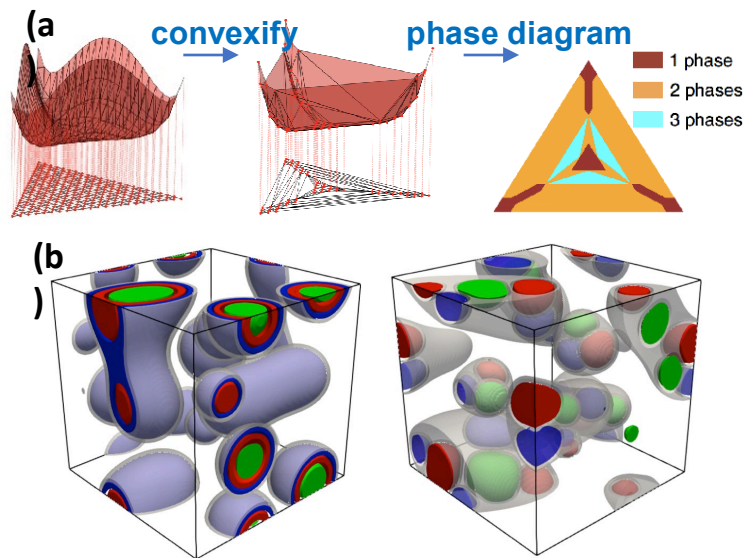 (a
)
convexify
phase diagram
1 phase
2 phases
3 phases
(b
)